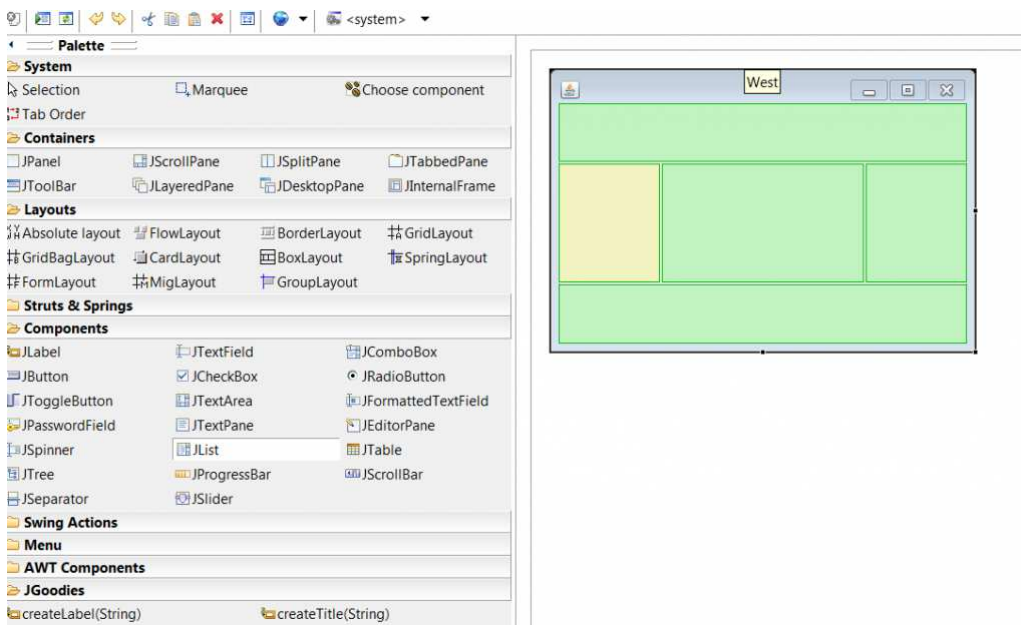 <system>
Palette
System
Selection Marquee Choose component
Tab Order
Containers
JPanel JScrollPane JSplitPane JTabbedPane
JToolBar JLayeredPane JDesktopPane JInternalFrame
Layouts
Absolute layout FlowLayout BorderLayout GridLayout
GridBagLayout CardLayout BoxLayout SpringLayout
FormLayout MigLayout GroupLayout
Struts & Springs
Components
JLabel JTextField JComboBox
JButton JCheckBox JRadioButton
JToggleButton JTextArea JFormattedTextField
JPasswordField JTextPane JEditorPane
JSpinner JList JTable
JTree JProgressBar JScrollBar
JSeparator JSlider
Swing Actions
Menu
AWT Components
JGoodies
createLabel(String) createTitle(String)
West